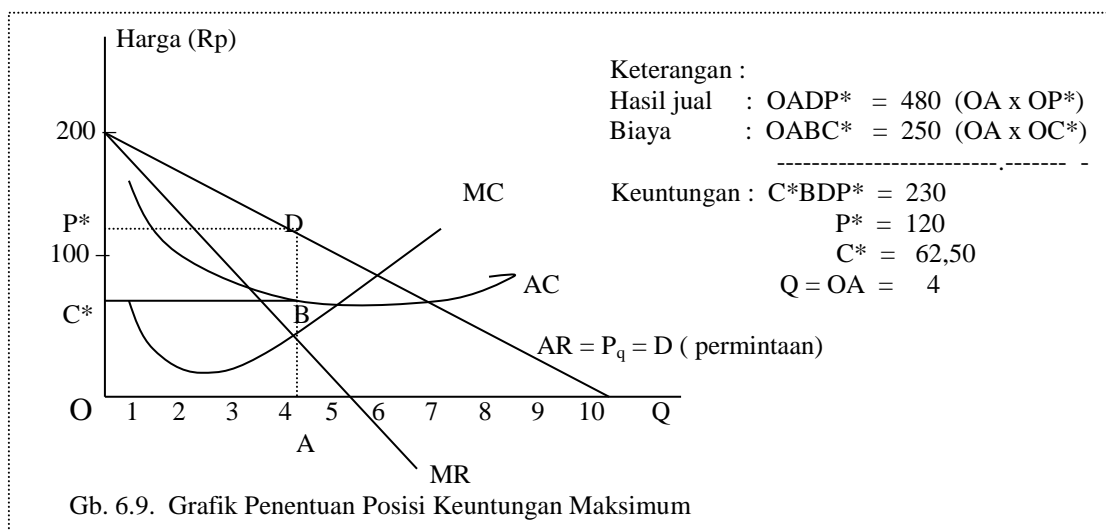 Harga (Rp)
Keterangan :
Hasil jual : OADP* = 480 (OA x OP*)
Biaya : OABC* = 250 (OA x OC*)
-------------------------.------- -
Keuntungan : C*BDP* = 230
P* = 120
C* = 62,50
Q = OA = 4
200
MC
P*
D
100
AC
C*
B
AR = Pq = D ( permintaan)
O 1 2 3 4 5 6 7 8 9 10 Q
A
MR
Gb. 6.9. Grafik Penentuan Posisi Keuntungan Maksimum